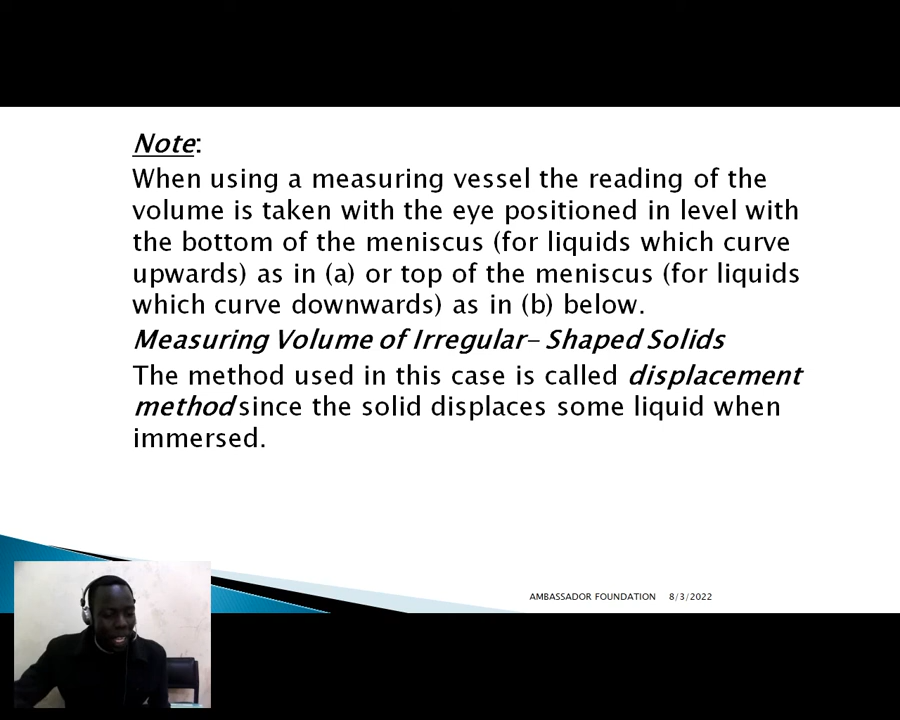 Note:
When using a measuring vessel the reading of the
volume is taken with the eye positioned in level with
the bottom of the meniscus (for liquids which curve
upwards) as in (a) or top of the meniscus (for liquids
which curve downwards) as in (b) below.
Measuring Volume of Irregular- Shaped Solids
The method used in this case is called displacement
method since the solid displaces some liquid when
immersed.
AMBASSADOR FOUNDATION 8/3/2022